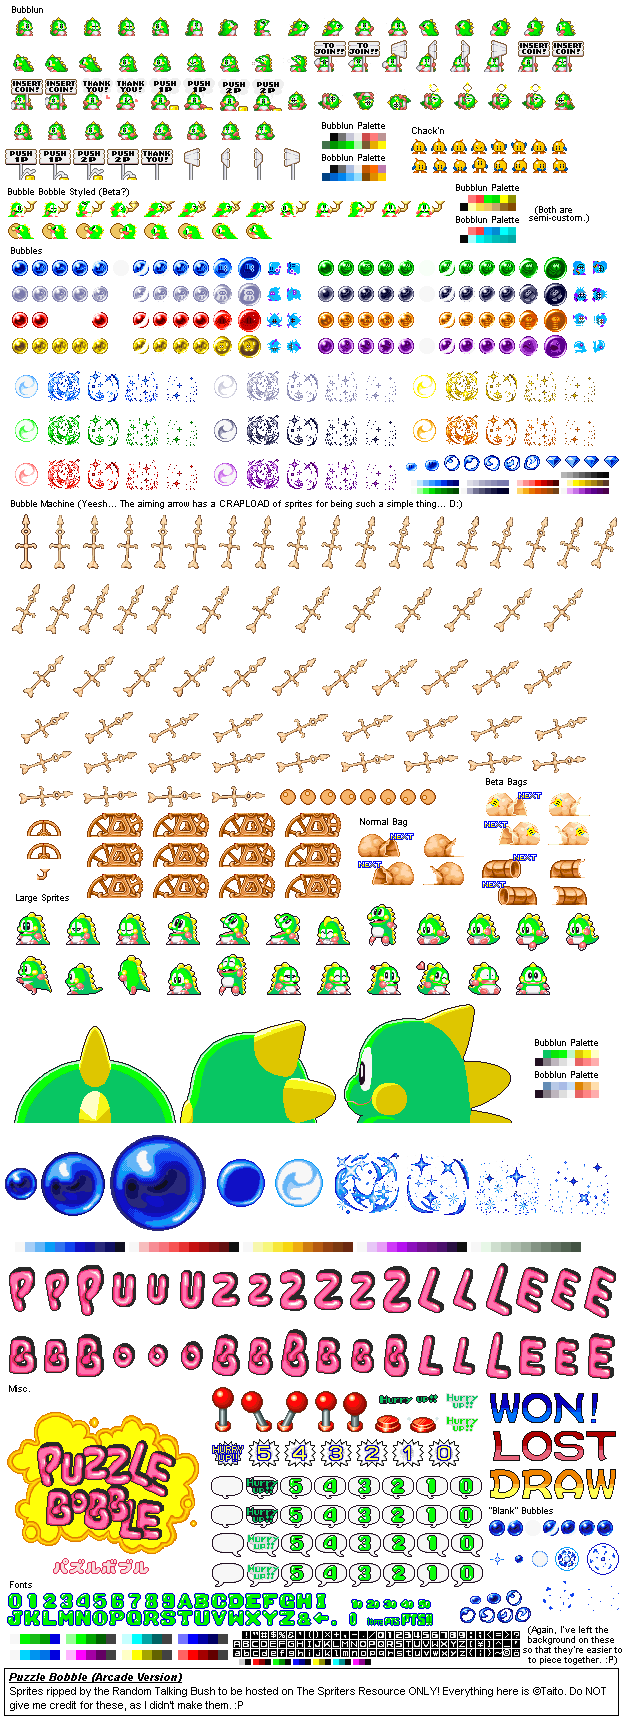 Bubblun
TO JOIN!! TO JOIN!! INSERT COIN! INSERT COIN!
INSERT COIN! INSERT COIN! THANK YOU! THANK YOU! PUSH 1P PUSH 1P PUSH 2P PUSH 2P
Bubblun Palette
Chack'n
PUSH 1P PUSH 1P PUSH 2P PUSH 2P THANK YOU!
Bobblun Palette
Bubble Bobble Styled (Beta?)
Bubblun Palette
Bobblun Palette
(Both are
semi-custom.)
Bubbles
Bubble Machine (Yeesh... The aiming arrow has a CRAPLOAD of sprites for being such a simple thing... D:)
Beta Bags
NEXT
Normal Bag
NEXT
NEXT
NEXT
NEXT
NEXT
Large Sprites
Bubblun Palette
Bobblun Palette
P P P U U U Z Z Z Z Z Z L L L E E E
B B B O O O B B B B B B L L L E E E
Misc.
HURRY UP!! HURRY UP!!
HURRY UP!!
WON!
LOST
DRAW
HURRY UP!! 5 4 3 2 1 0
HURRY UP!! 5 4 3 2 1 0
HURRY UP!! 5 4 3 2 1 0
HURRY UP!! 5 4 3 2 1 0
HURRY UP!! 5 4 3 2 1 0
PUZZLE
BOBBLE
パズルボブル
"Blank" Bubbles
Fonts
0123456789ABCDEFGHI
JKLMNOPQRSTUVWXYZ&←.
1o 2o 3o 4o 5o
0 PTS PTS!!
(Again, I've left the
background on these
so that they're easier to
to piece together. :P)
Puzzle Bobble (Arcade Version)
Sprites ripped by the Random Talking Bush to be hosted on The Spriters Resource ONLY! Everything here is ©Taito. Do NOT
give me credit for these, as I didn't make them. :P